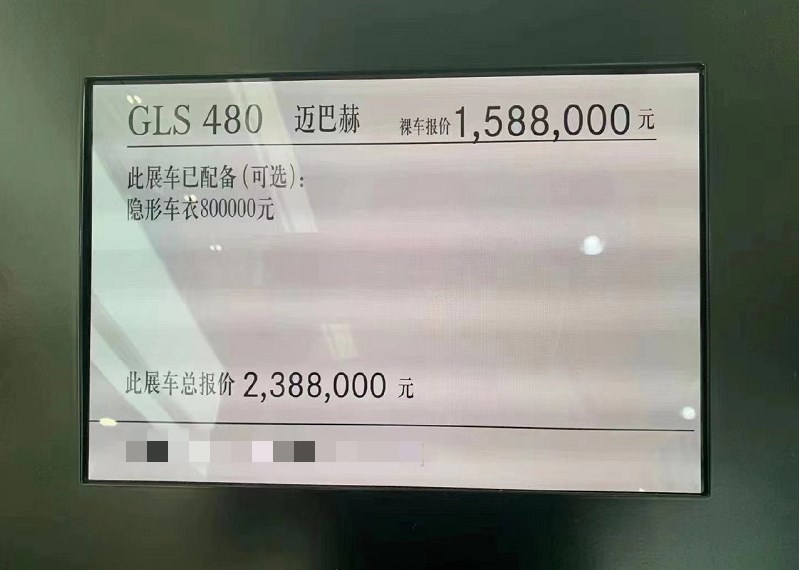 GLS 480 迈巴赫 裸车报价1,588,000 元
此展车已配备(可选):
隐形车衣800000元
此展车总报价 2,388,000 元